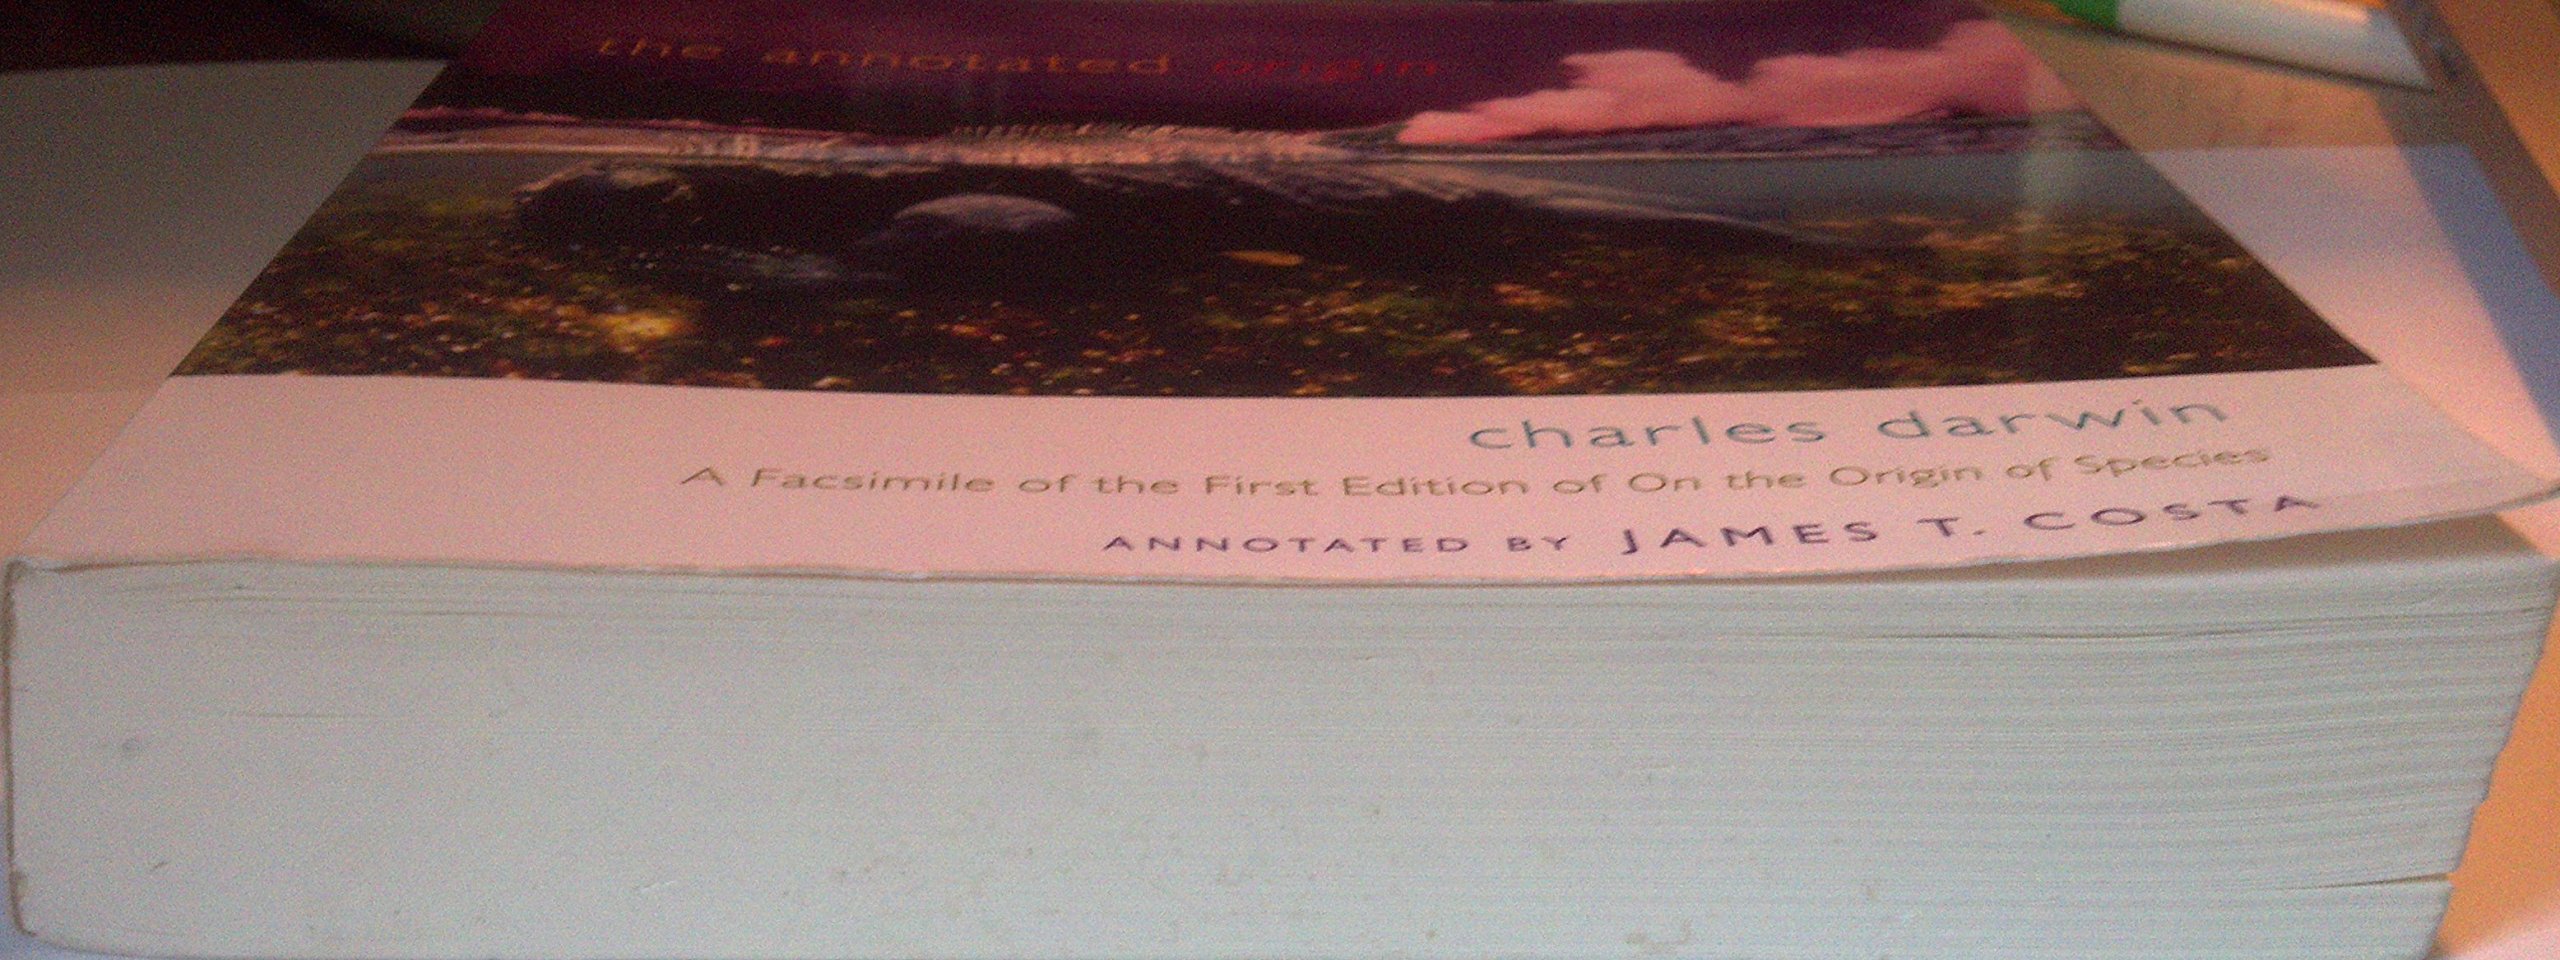 the annotated origin
charles darwin
A Facsimile of the First Edition of On the Origin of Species
ANNOTATED BY JAMES T. COSTA